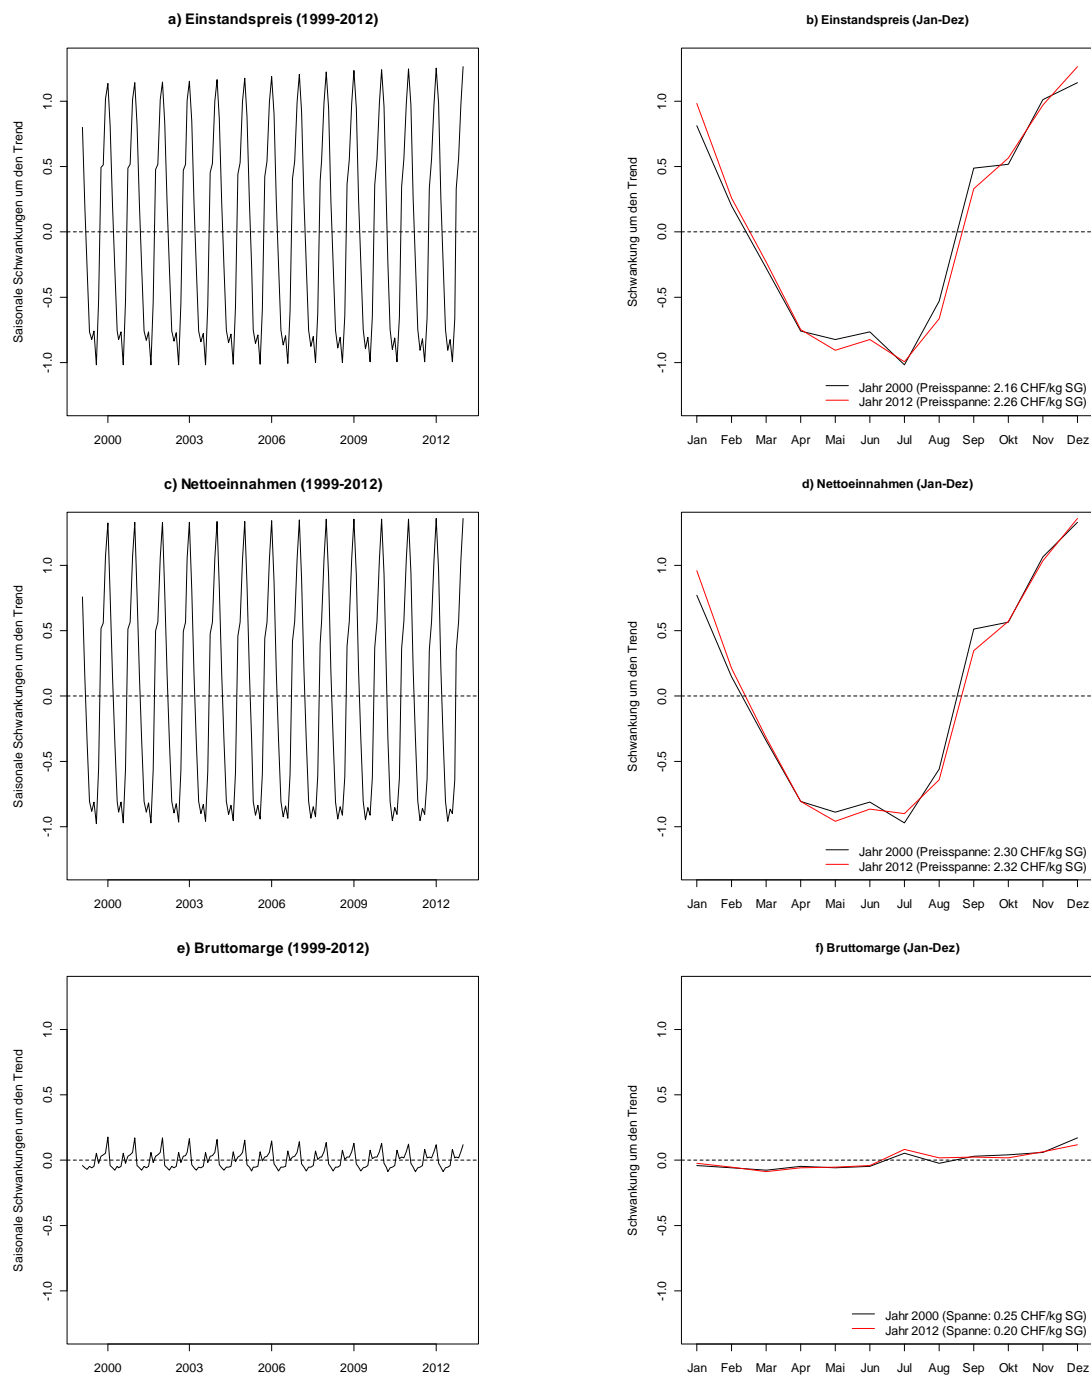 a) Einstandspreis (1999-2012)
Saisonale Schwankungen um den Trend
1.0
0.5
0.0
-0.5
-1.0
2000 2003 2006 2009 2012
b) Einstandspreis (Jan-Dez)
Schwankung um den Trend
1.0
0.5
0.0
-0.5
-1.0
Jahr 2000 (Preisspanne: 2.16 CHF/kg SG)
Jahr 2012 (Preisspanne: 2.26 CHF/kg SG)
Jan Feb Mar Apr Mai Jun Jul Aug Sep Okt Nov Dez
c) Nettoeinnahmen (1999-2012)
Saisonale Schwankungen um den Trend
1.0
0.5
0.0
-0.5
-1.0
2000 2003 2006 2009 2012
d) Nettoeinnahmen (Jan-Dez)
Schwankung um den Trend
1.0
0.5
0.0
-0.5
-1.0
Jahr 2000 (Preisspanne: 2.30 CHF/kg SG)
Jahr 2012 (Preisspanne: 2.32 CHF/kg SG)
Jan Feb Mar Apr Mai Jun Jul Aug Sep Okt Nov Dez
e) Bruttomarge (1999-2012)
Saisonale Schwankungen um den Trend
1.0
0.5
0.0
-0.5
-1.0
2000 2003 2006 2009 2012
f) Bruttomarge (Jan-Dez)
Schwankung um den Trend
1.0
0.5
0.0
-0.5
-1.0
Jahr 2000 (Spanne: 0.25 CHF/kg SG)
Jahr 2012 (Spanne: 0.20 CHF/kg SG)
Jan Feb Mar Apr Mai Jun Jul Aug Sep Okt Nov Dez